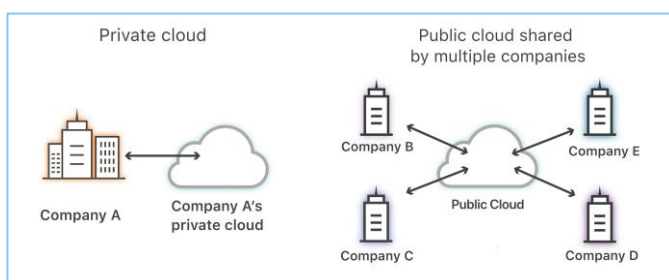 Private cloud
Company A
Company A's
private cloud
Public cloud shared
by multiple companies
Company B
Company E
Public Cloud
Company C
Company D